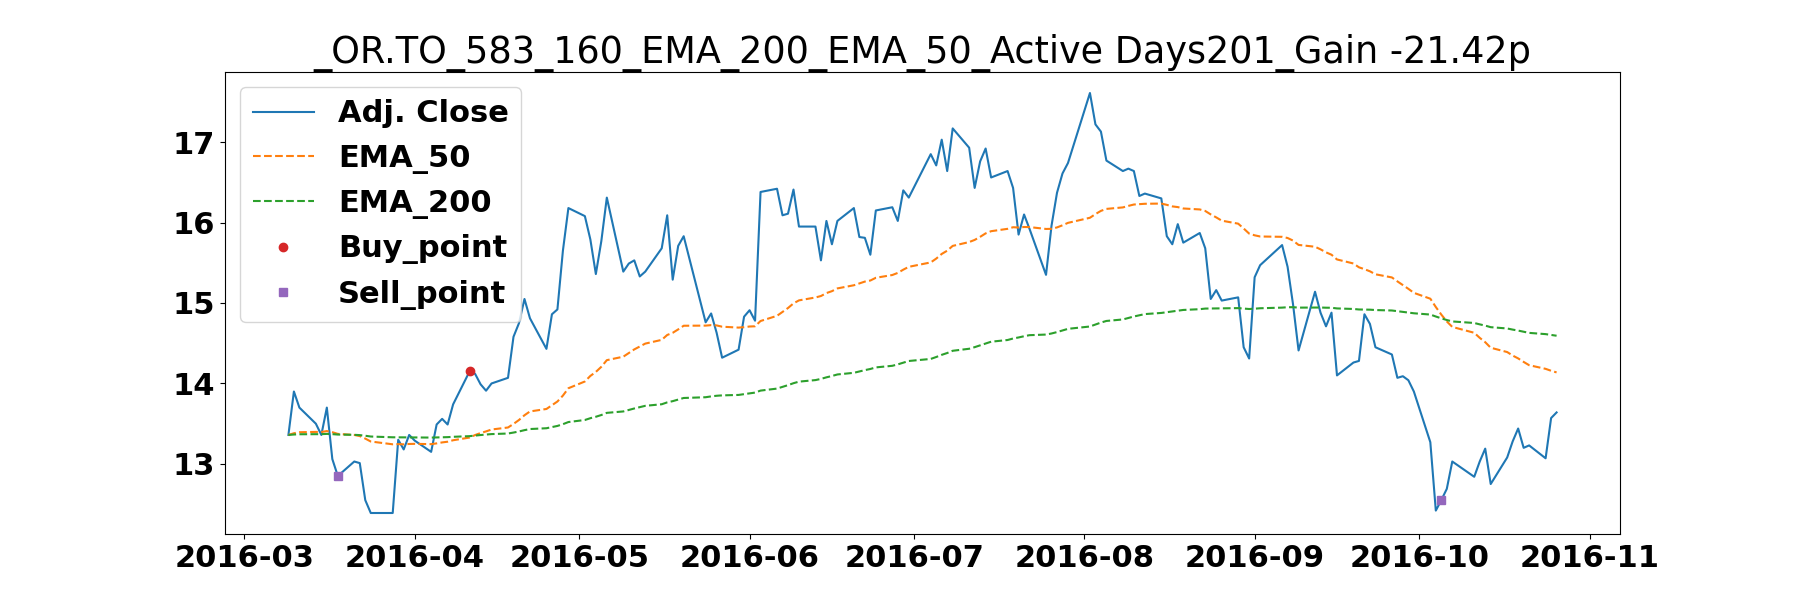 _OR.TO_583_160_EMA_200_EMA_50_Active Days201_Gain -21.42p
Adj. Close
EMA_50
EMA_200
Buy_point
Sell_point
17
16
15
14
13
2016-03 2016-04 2016-05 2016-06 2016-07 2016-08 2016-09 2016-10 2016-11